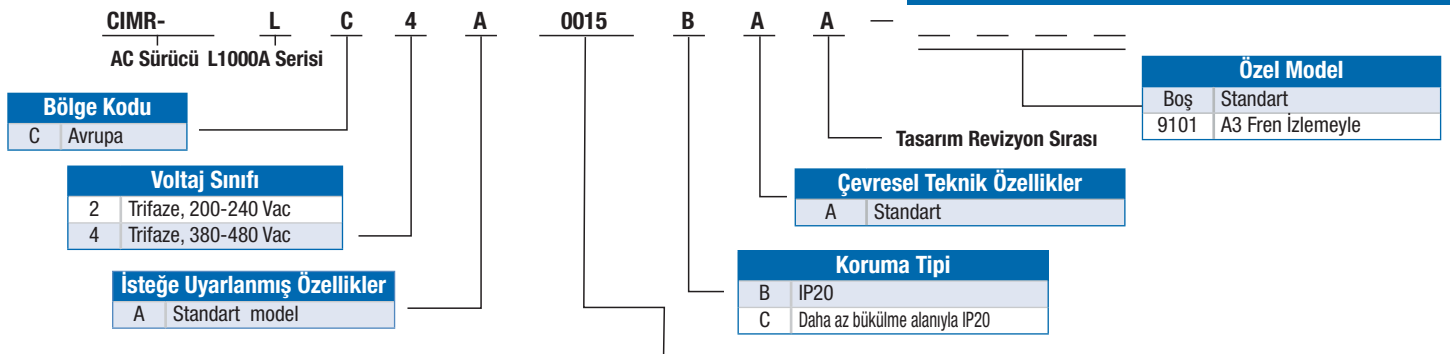 CIMR- L C 4 A 0015 B A A —
AC Sürücü L1000A Serisi
Bölge Kodu
C Avrupa
Voltaj Sınıfı
2 Trifaze, 200-240 Vac
4 Trifaze, 380-480 Vac
İsteğe Uyarlanmış Özellikler
A Standart model
Özel Model
Boş Standart
9101 A3 Fren İzlemeyle
Tasarım Revizyon Sırası
Çevresel Teknik Özellikler
A Standart
Koruma Tipi
B IP20
C Daha az bükülme alanıyla IP20